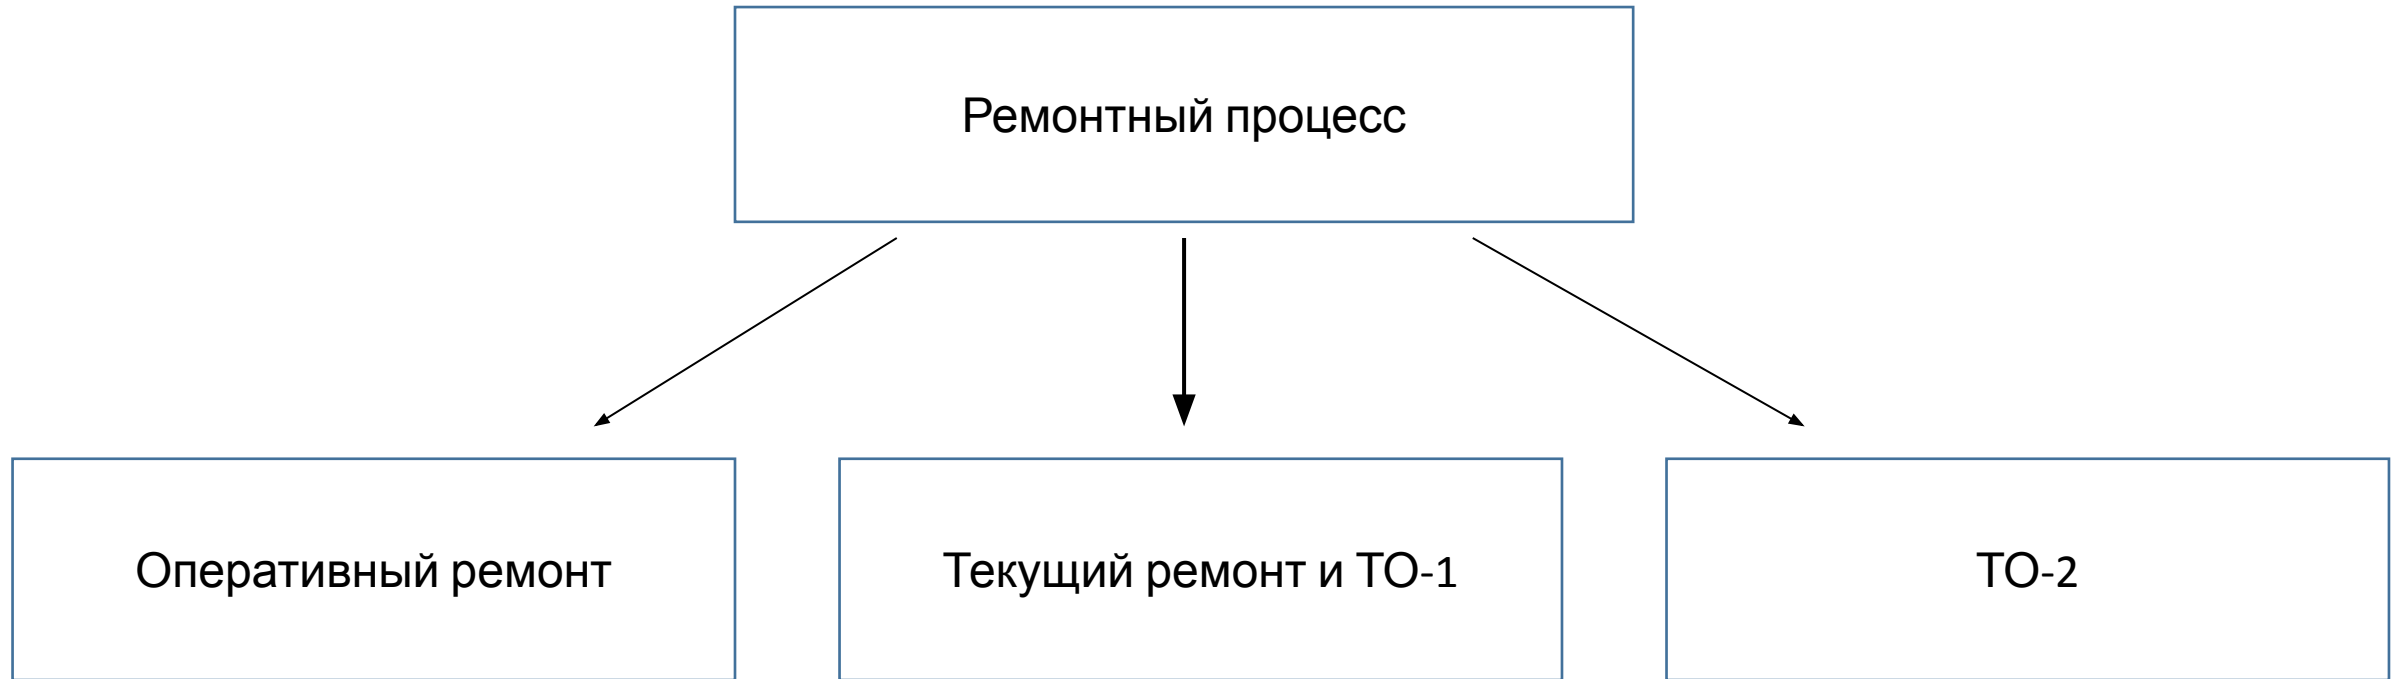 Ремонтный процесс
Оперативный ремонт
Текущий ремонт и ТО-1
ТО-2